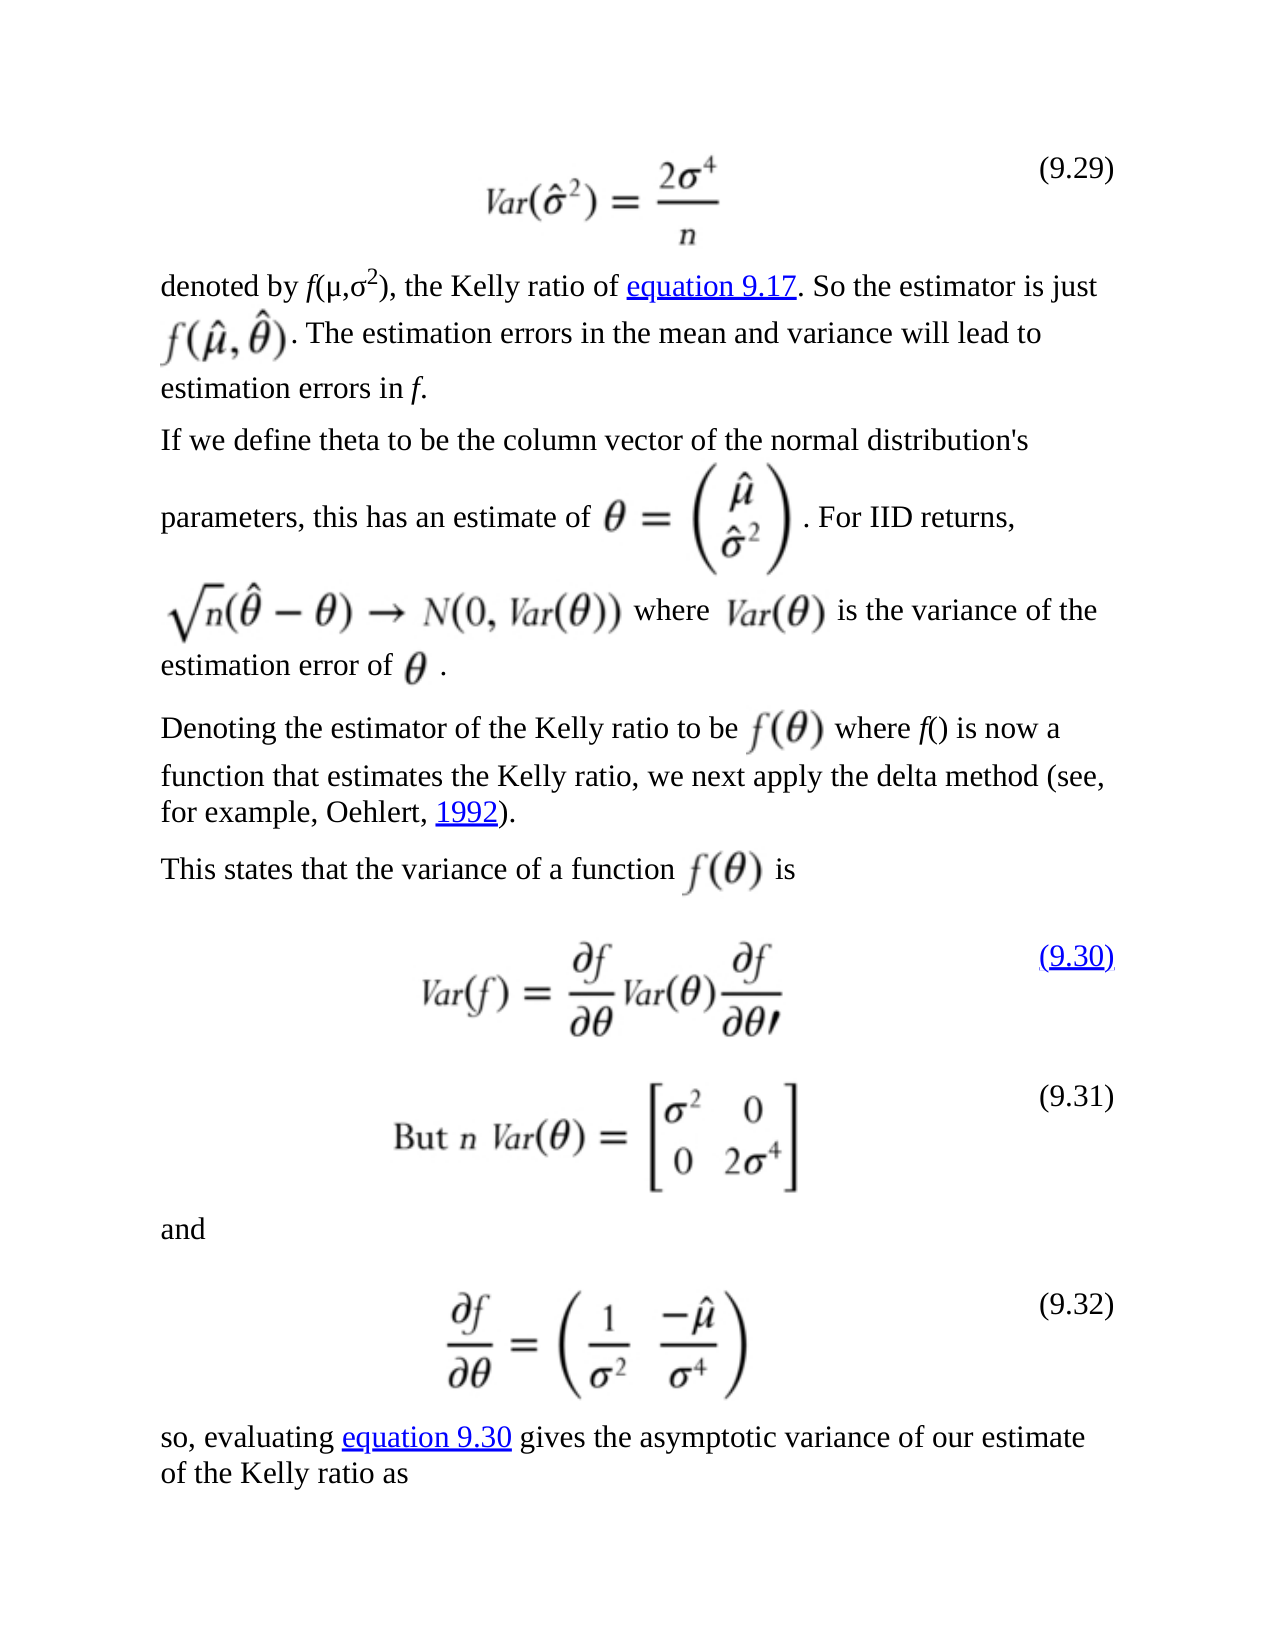 Var(σ̂²) = 2σ⁴/n (9.29)
denoted by f(μ,σ²), the Kelly ratio of equation 9.17. So the estimator is just
f(μ̂, θ̂). The estimation errors in the mean and variance will lead to
estimation errors in f.
If we define theta to be the column vector of the normal distribution's
parameters, this has an estimate of θ = (μ̂ σ̂²). For IID returns,
√n(θ̂ − θ) → N(0, Var(θ)) where Var(θ) is the variance of the
estimation error of θ .
Denoting the estimator of the Kelly ratio to be f(θ) where f() is now a
function that estimates the Kelly ratio, we next apply the delta method (see,
for example, Oehlert, 1992).
This states that the variance of a function f(θ) is
Var(f) = ∂f/∂θ Var(θ) ∂f/∂θ′ (9.30)
But n Var(θ) = [σ² 0; 0 2σ⁴] (9.31)
and
∂f/∂θ = (1/σ² −μ̂/σ⁴) (9.32)
so, evaluating equation 9.30 gives the asymptotic variance of our estimate
of the Kelly ratio as